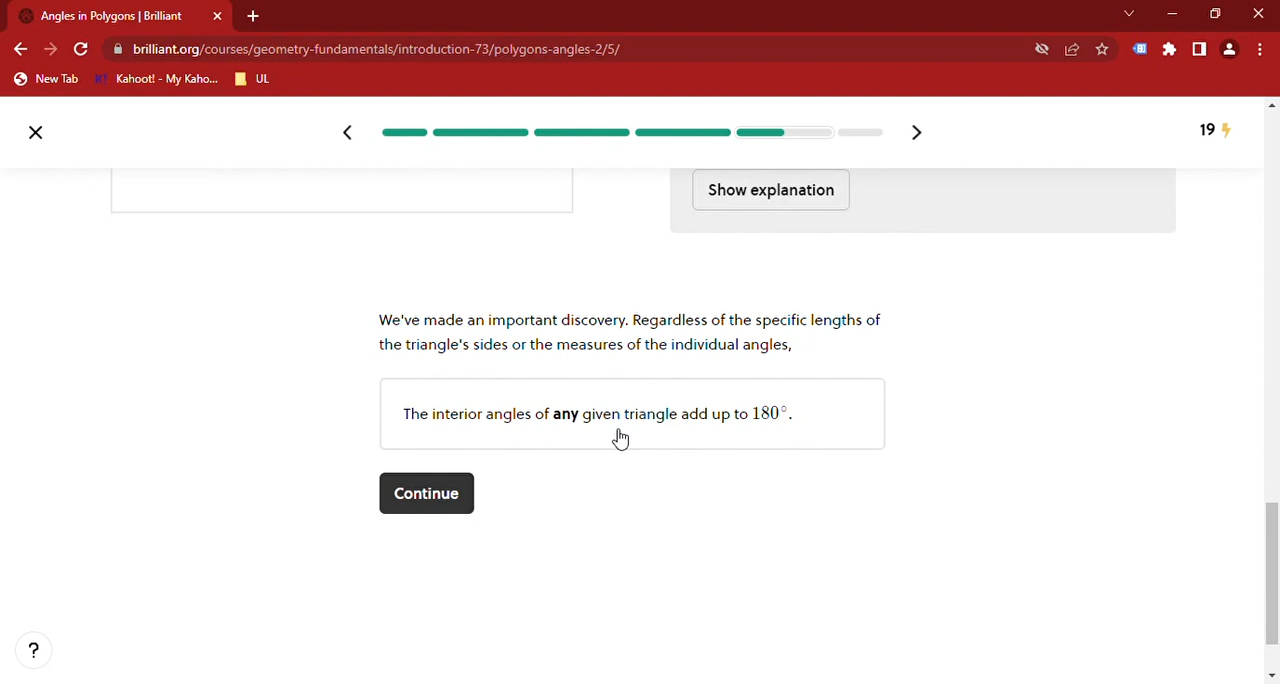 Angles in Polygons | Brilliant
brilliant.org/courses/geometry-fundamentals/introduction-73/polygons-angles-2/5/
New Tab K! Kahoot! - My Kaho... UL
19
Show explanation
We've made an important discovery. Regardless of the specific lengths of
the triangle's sides or the measures of the individual angles,
The interior angles of any given triangle add up to 180°.
Continue
?